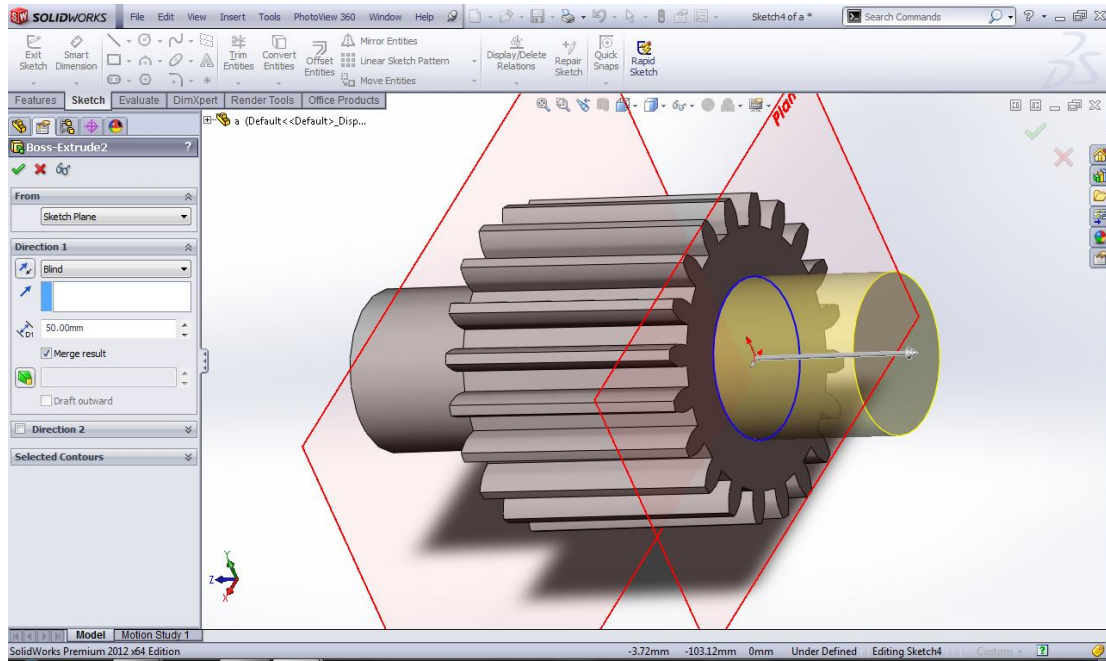 SOLIDWORKS File Edit View Insert Tools PhotoView 360 Window Help Sketch4 of a * Search Commands ?
Exit Sketch
Smart Dimension
Trim Entities
Convert Entities
Offset Entities
Mirror Entities
Linear Sketch Pattern
Move Entities
Display/Delete Relations
Repair Sketch
Quick Snaps
Rapid Sketch
Features Sketch Evaluate DimXpert Render Tools Office Products
a (Default<<Default>_Disp...
Plan
Boss-Extrude2 ?
From
Sketch Plane
Direction 1
Blind
D1 50.00mm
Merge result
Draft outward
Direction 2
Selected Contours
Y
Z
X
Model Motion Study 1
SolidWorks Premium 2012 x64 Edition -3.72mm -103.12mm 0mm Under Defined Editing Sketch4 Custom ?